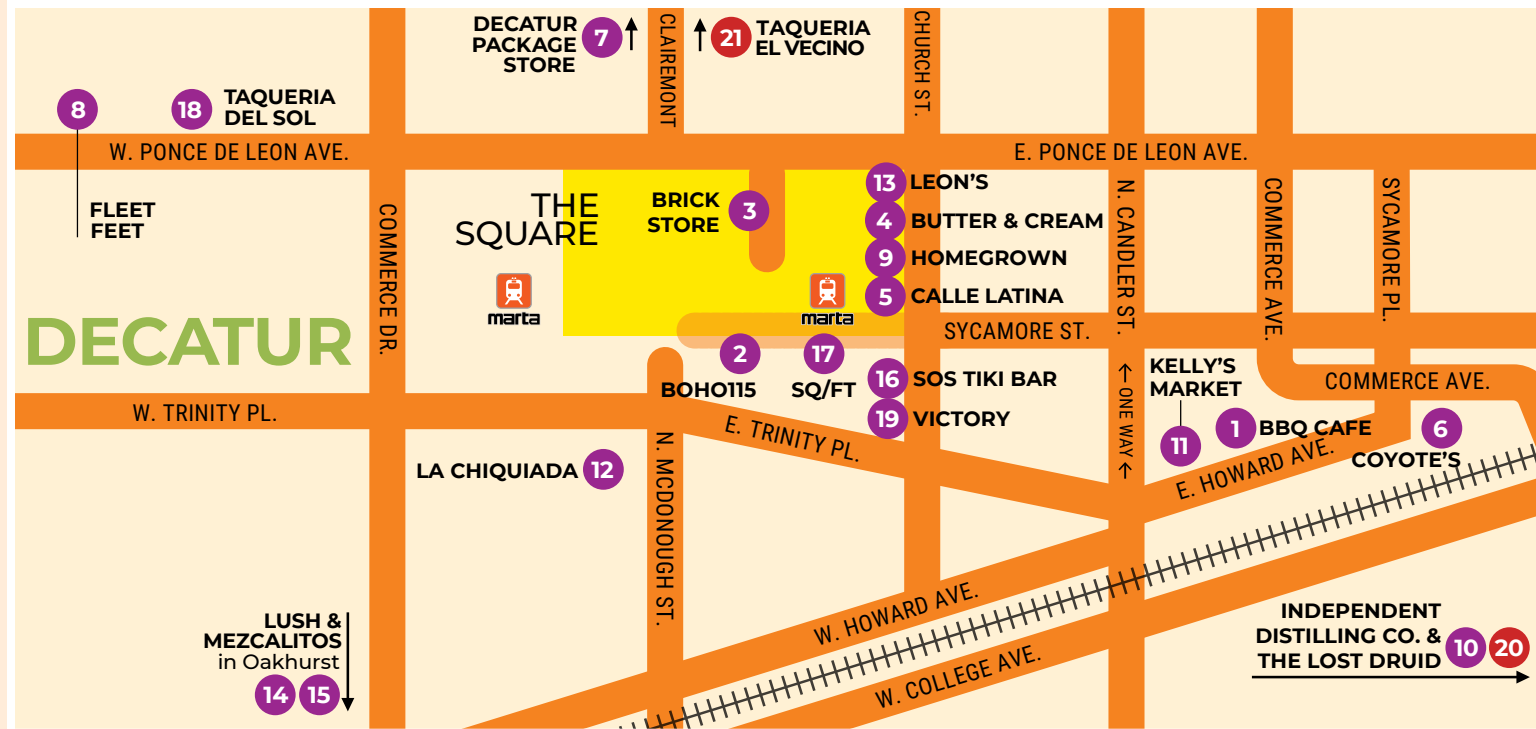 DECATUR
PACKAGE
STORE
7
CLAIREMONT
21
TAQUERIA
EL VECINO
CHURCH ST.
8
18
TAQUERIA
DEL SOL
W. PONCE DE LEON AVE.
E. PONCE DE LEON AVE.
FLEET
FEET
COMMERCE DR.
THE
SQUARE
BRICK
STORE
3
13
LEON'S
4
BUTTER & CREAM
9
HOMEGROWN
5
CALLE LATINA
N. CANDLER ST.
COMMERCE AVE.
SYCAMORE PL.
marta
marta
DECATUR
SYCAMORE ST.
2
BOHO115
17
SQ/FT
16
SOS TIKI BAR
19
VICTORY
ONE WAY
KELLY'S
MARKET
11
1
BBQ CAFE
COMMERCE AVE.
6
COYOTE'S
W. TRINITY PL.
E. TRINITY PL.
E. HOWARD AVE.
LA CHIQUIADA
12
N. MCDONOUGH ST.
W. HOWARD AVE.
W. COLLEGE AVE.
LUSH &
MEZCALITOS
in Oakhurst
14
15
INDEPENDENT
DISTILLING CO. &
THE LOST DRUID
10
20